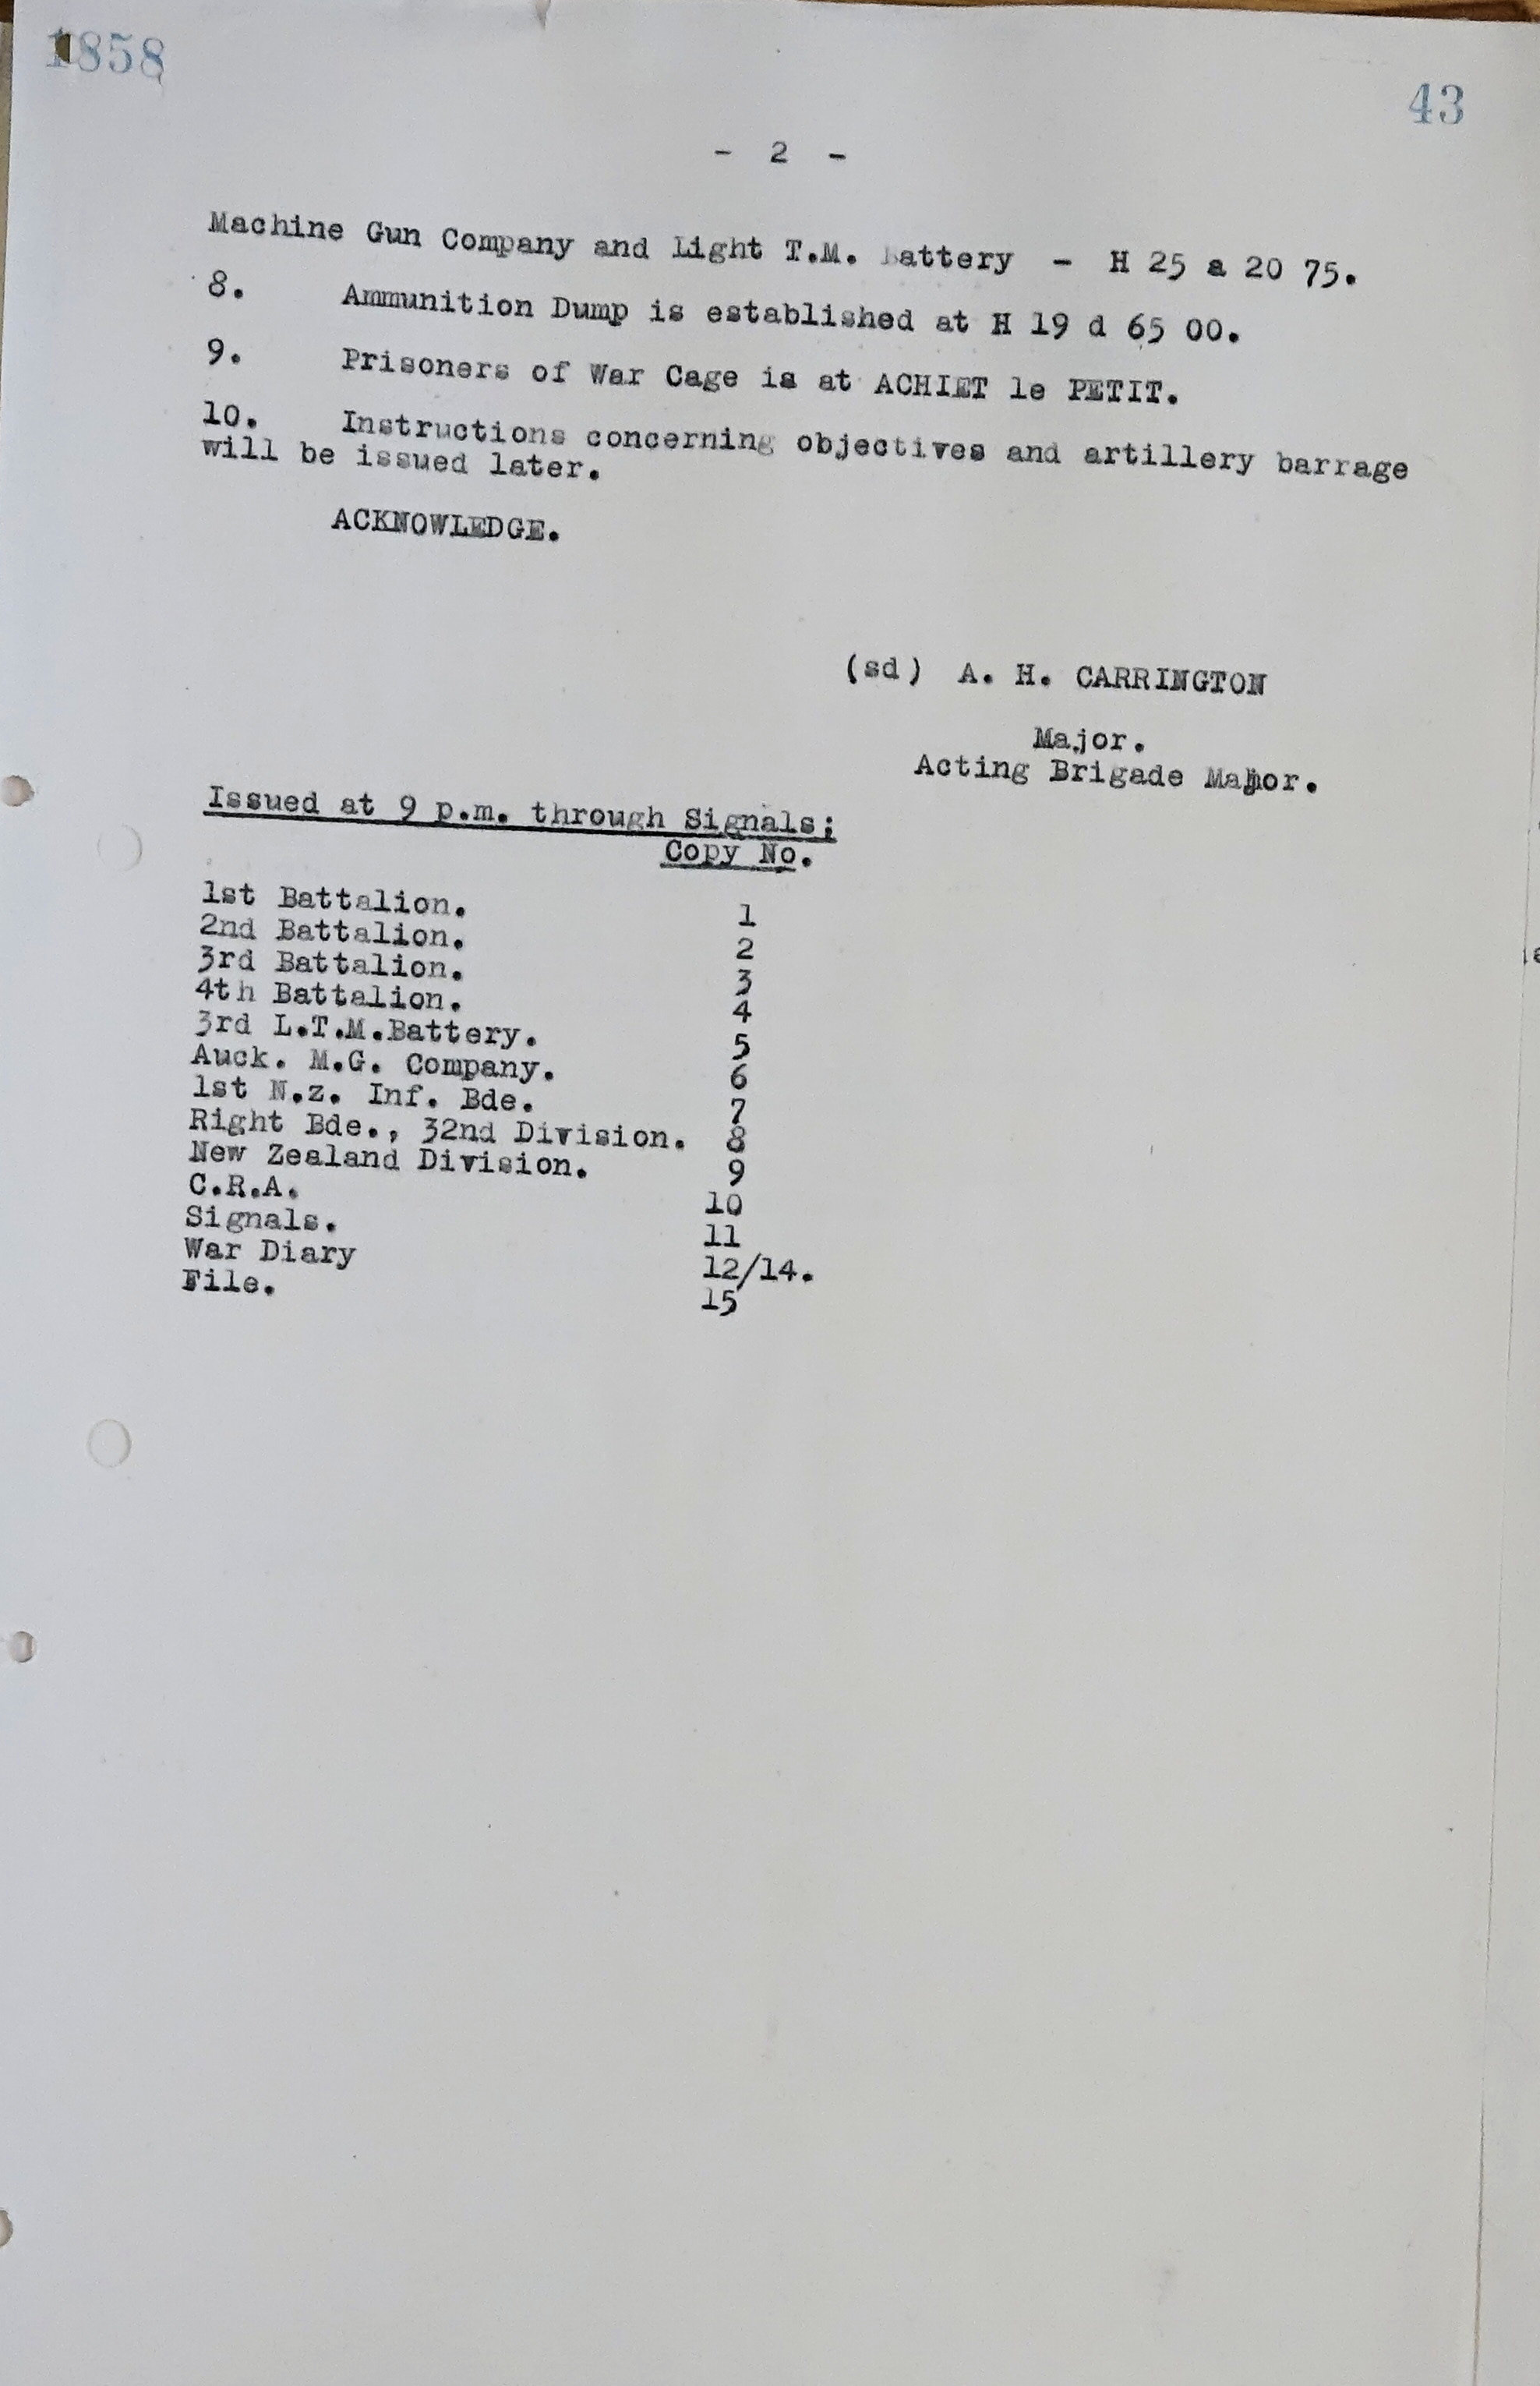 1858
43
- 2 -
Machine Gun Company and Light T.M. Battery - H 25 a 20 75.
8. Ammunition Dump is established at H 19 d 65 00.
9. Prisoners of War Cage is at ACHIET le PETIT.
10. Instructions concerning objectives and artillery barrage
will be issued later.
ACKNOWLEDGE.
(sd) A. H. CARRINGTON
Major.
Acting Brigade Major.
Issued at 9 p.m. through Signals;
Copy No.
1st Battalion. 1
2nd Battalion. 2
3rd Battalion. 3
4th Battalion. 4
3rd L.T.M.Battery. 5
Auck. M.G. Company. 6
1st N.z. Inf. Bde. 7
Right Bde., 32nd Division. 8
New Zealand Division. 9
C.R.A. 10
Signals. 11
War Diary 12/14.
File. 15